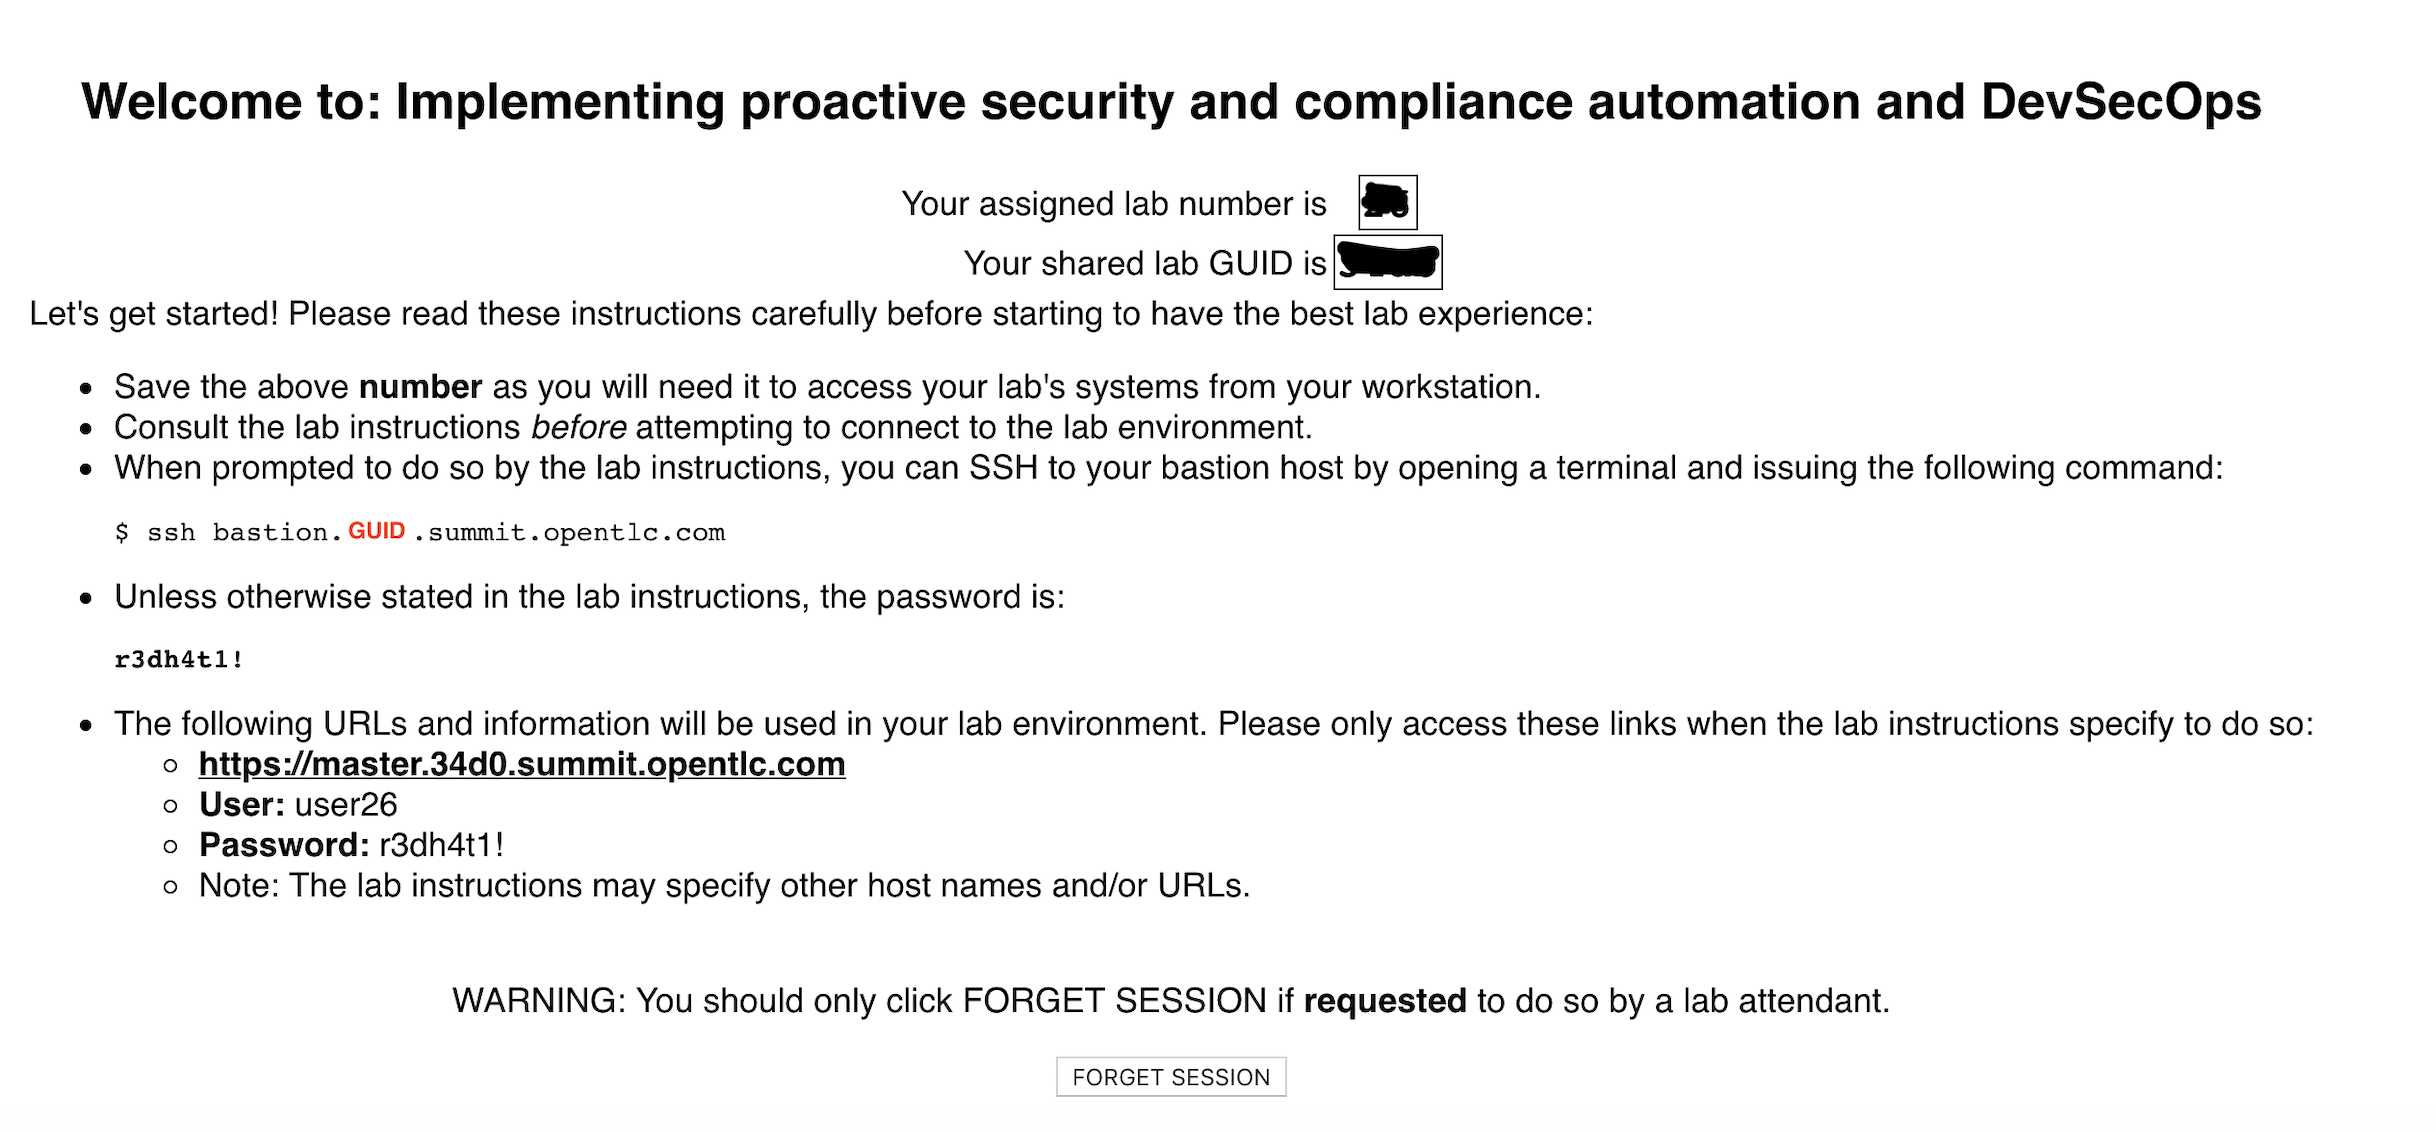 Welcome to: Implementing proactive security and compliance automation and DevSecOps
Your assigned lab number is
Your shared lab GUID is
Let's get started! Please read these instructions carefully before starting to have the best lab experience:
• Save the above number as you will need it to access your lab's systems from your workstation.
• Consult the lab instructions before attempting to connect to the lab environment.
• When prompted to do so by the lab instructions, you can SSH to your bastion host by opening a terminal and issuing the following command:
$ ssh bastion. GUID .summit.opentlc.com
• Unless otherwise stated in the lab instructions, the password is:
r3dh4t1!
• The following URLs and information will be used in your lab environment. Please only access these links when the lab instructions specify to do so:
◦ https://master.34d0.summit.opentlc.com
◦ User: user26
◦ Password: r3dh4t1!
◦ Note: The lab instructions may specify other host names and/or URLs.
WARNING: You should only click FORGET SESSION if requested to do so by a lab attendant.
FORGET SESSION